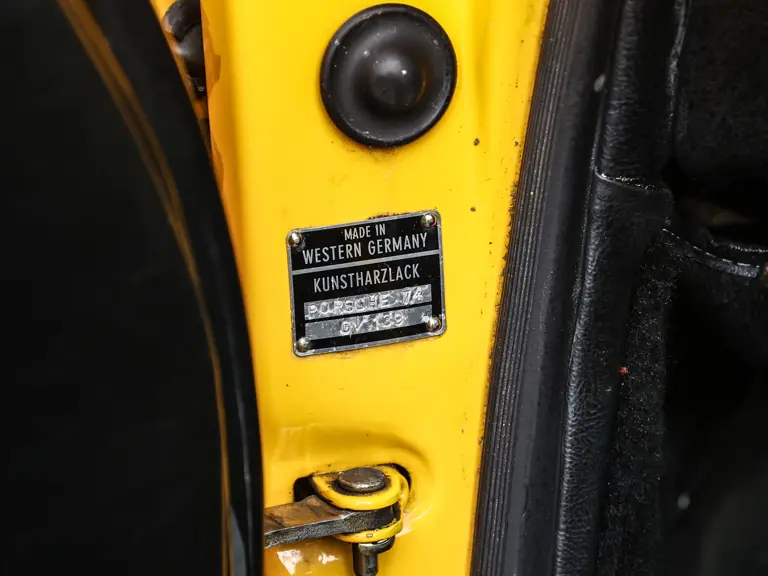 MADE IN
WESTERN GERMANY
KUNSTHARZLACK
PORSCHE 74